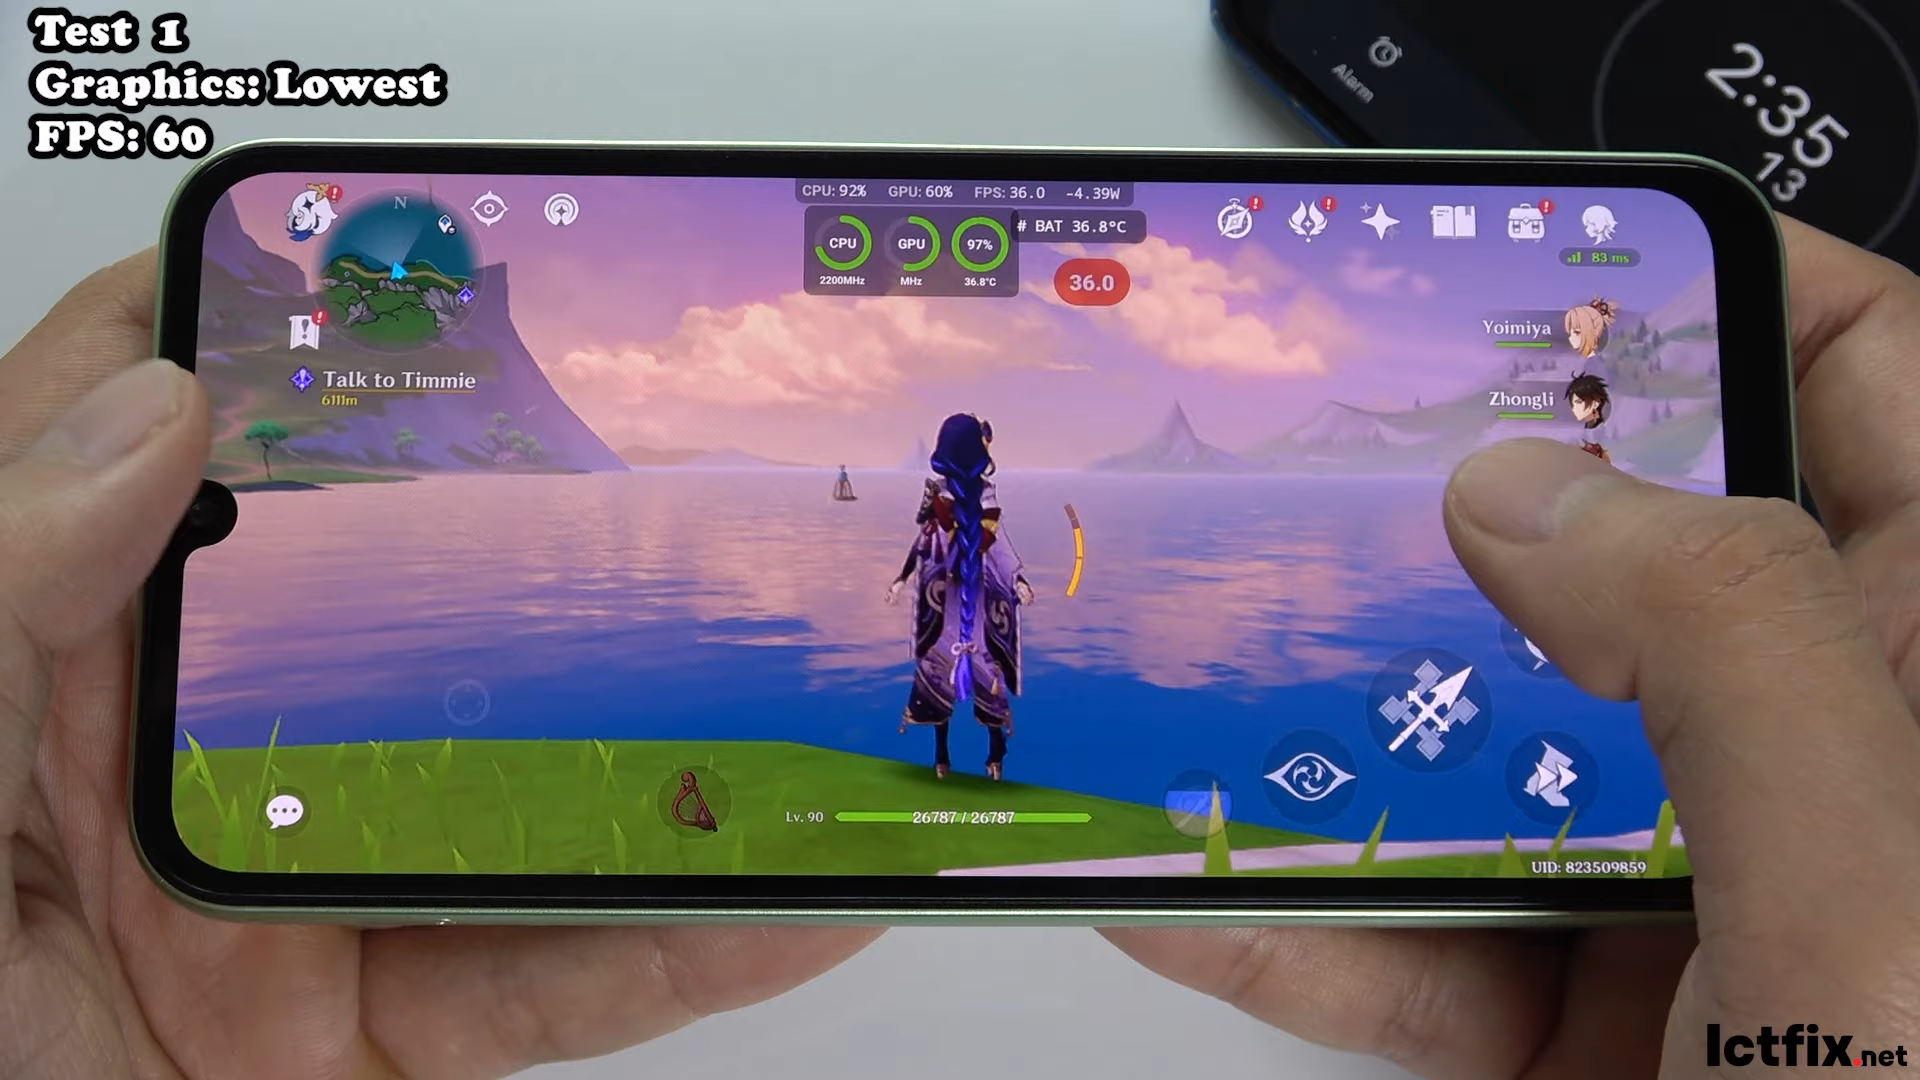 Test 1
Graphics: Lowest
FPS: 60
Alarm
2:35
13
N
CPU: 92% GPU: 60% FPS: 36.0 -4.39W
CPU GPU 97%
2200MHz MHz 36.8°C
# BAT 36.8°C
36.0
83 ms
Yoimiya
Zhongli
Talk to Timmie
6111m
Lv. 90
26787 / 26787
UID: 823509859
Ictfix.net